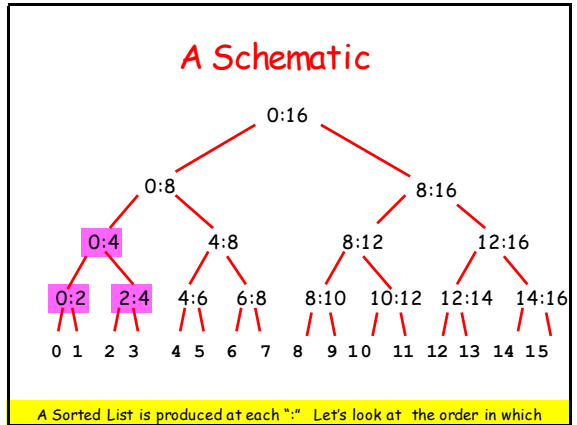 A Schematic
0:16
0:8 8:16
0:4 4:8 8:12 12:16
0:2 2:4 4:6 6:8 8:10 10:12 12:14 14:16
0 1 2 3 4 5 6 7 8 9 10 11 12 13 14 15
A Sorted List is produced at each “:” Let’s look at the order in which